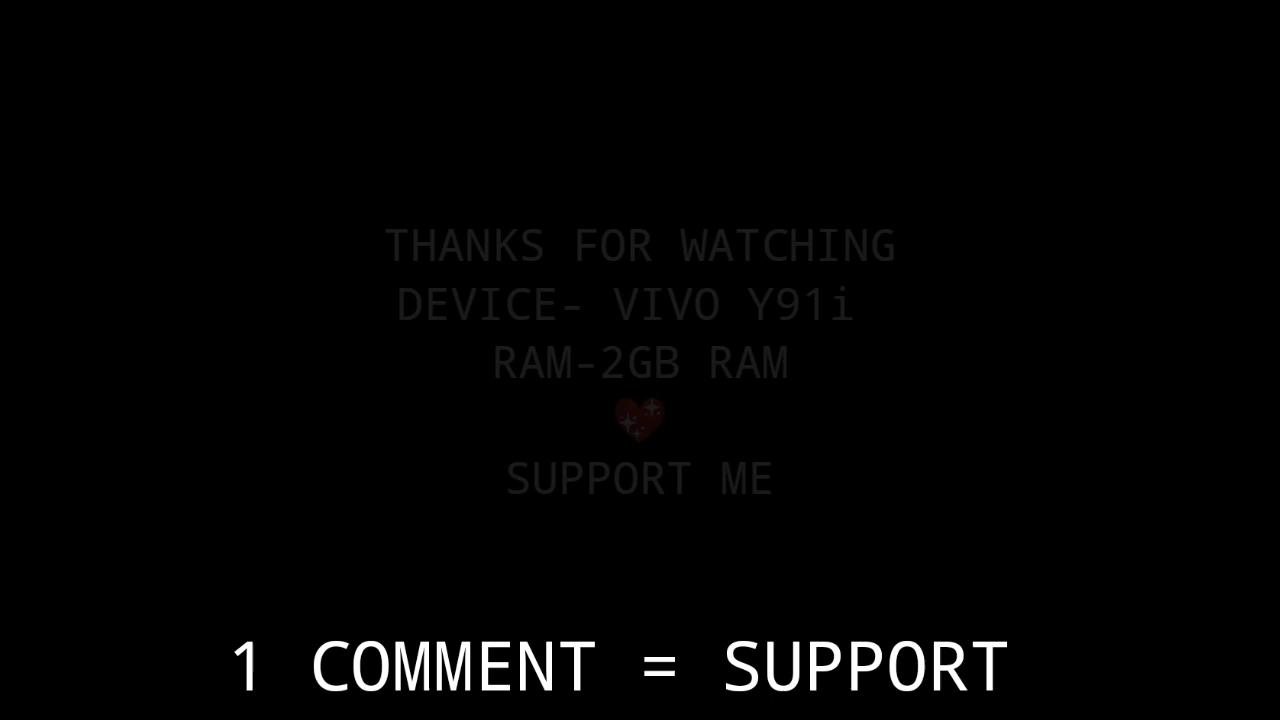 THANKS FOR WATCHING
DEVICE- VIVO Y91i
RAM-2GB RAM
💖
SUPPORT ME
1 COMMENT = SUPPORT